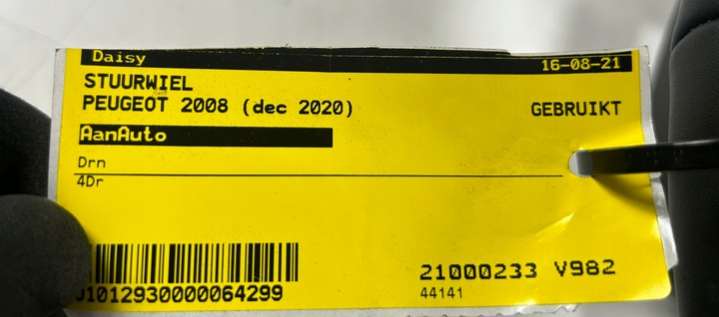 Daisy 16-08-21
STUURWIEL
PEUGEOT 2008 (dec 2020) GEBRUIKT
AanAuto
Drn
4Dr
21000233 V982
J1012930000064299 44141